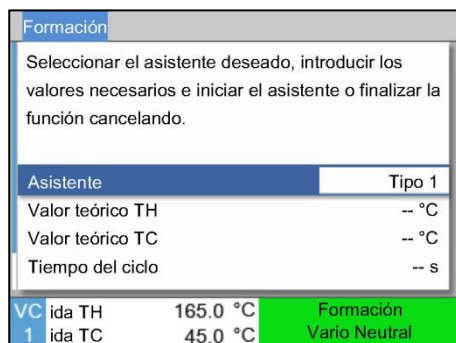 Formación
Seleccionar el asistente deseado, introducir los
valores necesarios e iniciar el asistente o finalizar la
función cancelando.
Asistente Tipo 1
Valor teórico TH -- °C
Valor teórico TC -- °C
Tiempo del ciclo -- s
VC ida TH 165.0 °C Formación
1 ida TC 45.0 °C Vario Neutral